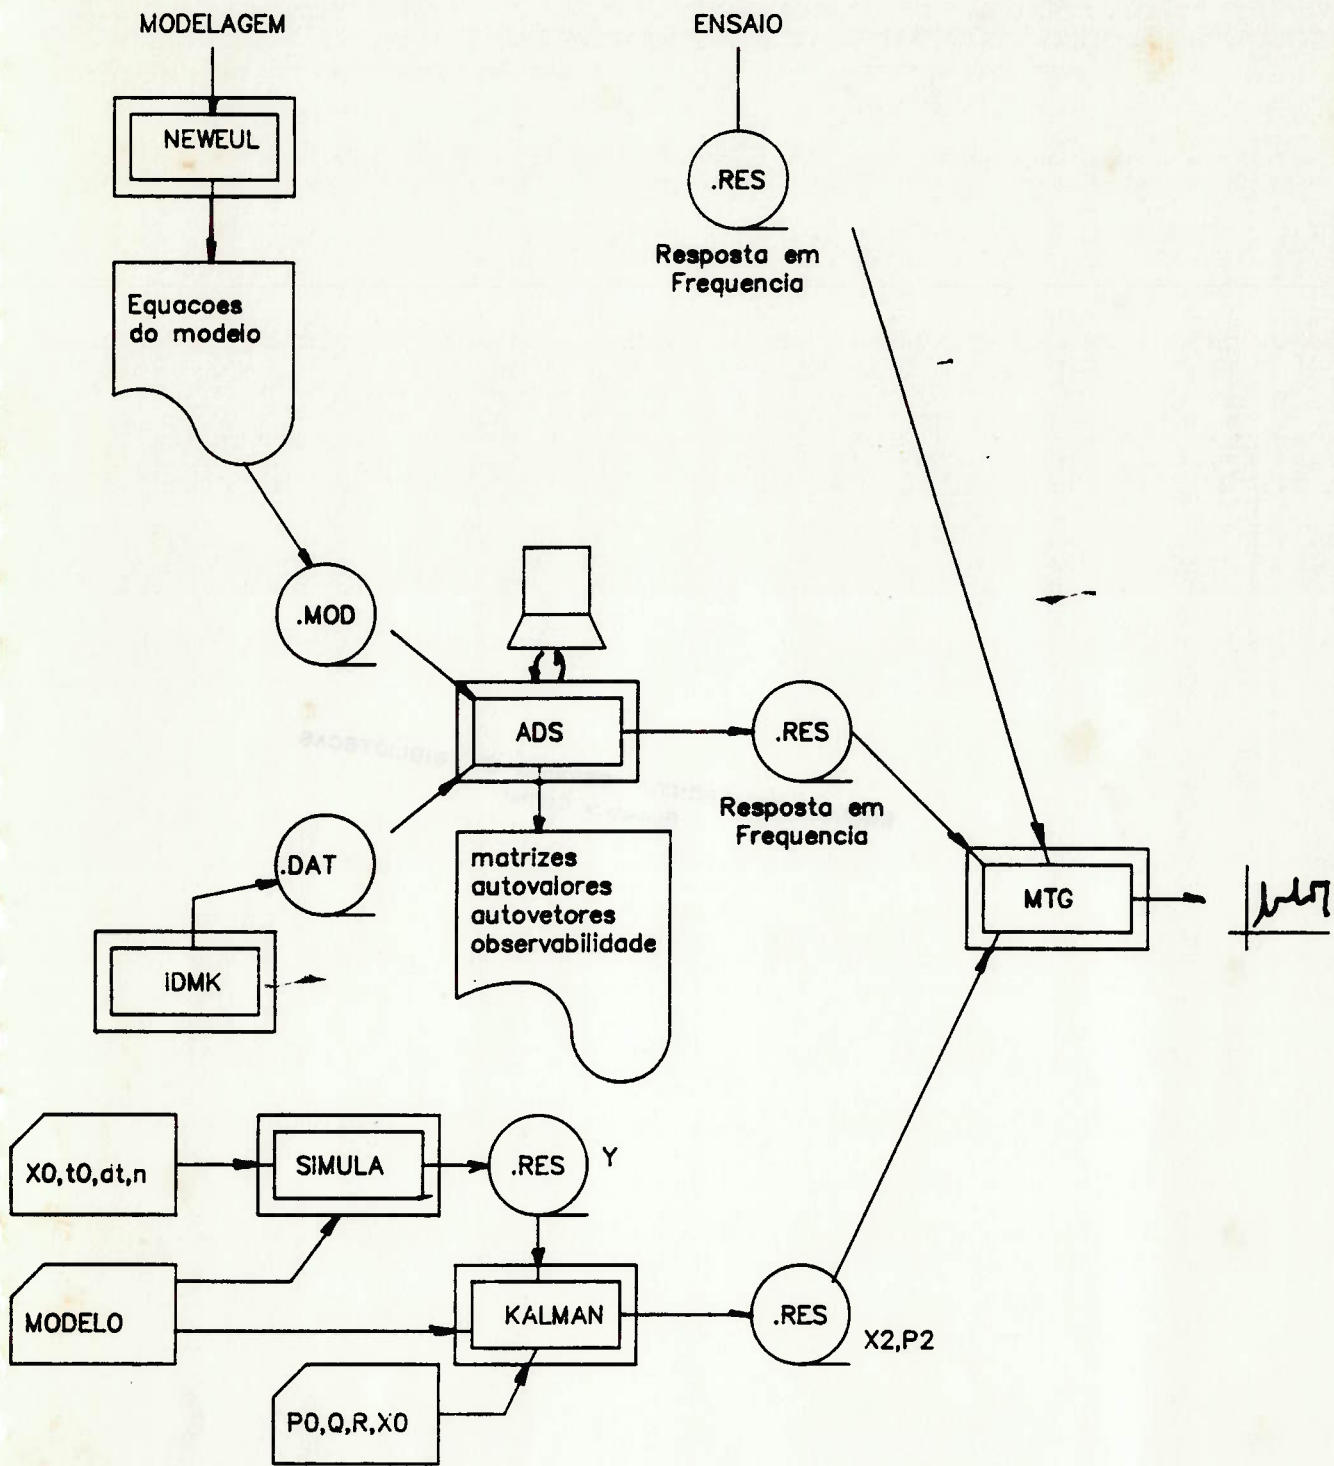 MODELAGEM
ENSAIO
NEWEUL
.RES
Resposta em
Frequencia
Equacoes
do modelo
.MOD
ADS
.RES
Resposta em
Frequencia
.DAT
matrizes
autovalores
autovetores
observabilidade
MTG
IDMK
X0,t0,dt,n
SIMULA
.RES
Y
MODELO
KALMAN
.RES
X2,P2
P0,Q,R,X0